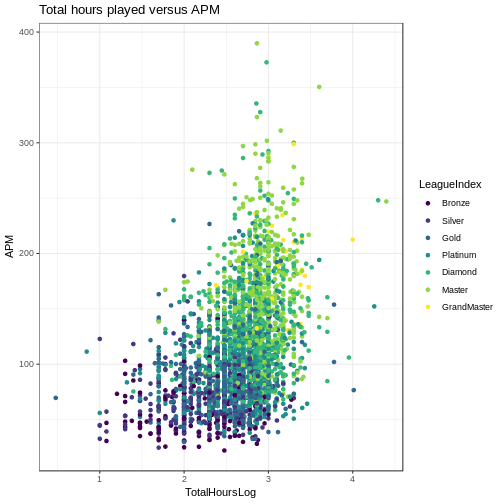 Total hours played versus APM
400
300
200
100
APM
1 2 3 4
TotalHoursLog
LeagueIndex
Bronze
Silver
Gold
Platinum
Diamond
Master
GrandMaster